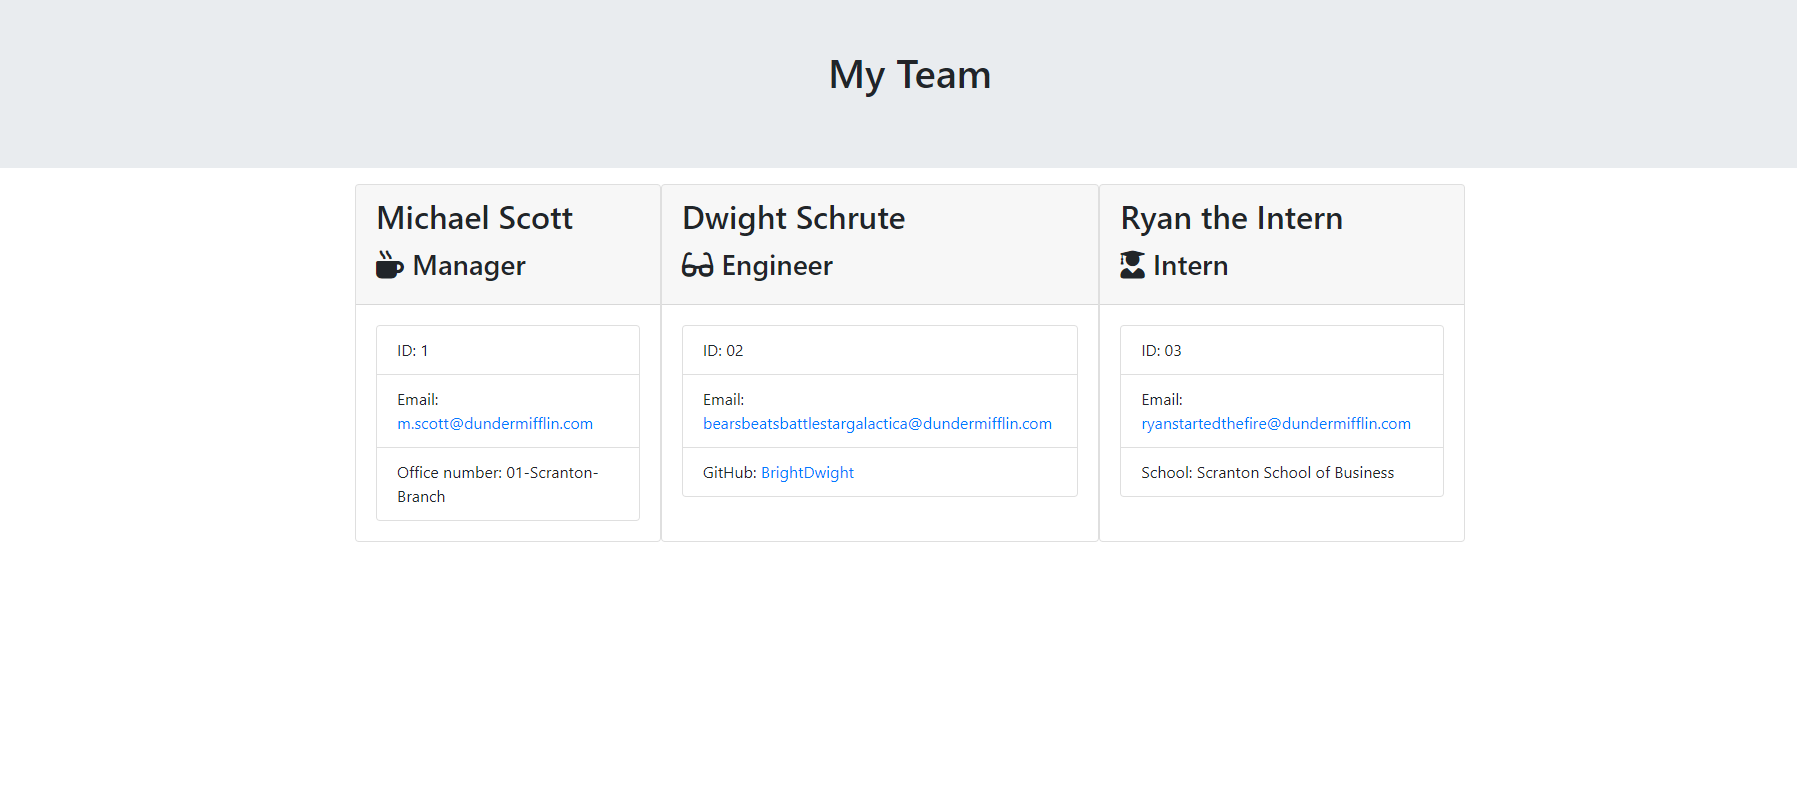 My Team
Michael Scott
Manager
ID: 1
Email:
m.scott@dundermifflin.com
Office number: 01-Scranton-
Branch
Dwight Schrute
Engineer
ID: 02
Email:
bearsbeatsbattlestargalactica@dundermifflin.com
GitHub: BrightDwight
Ryan the Intern
Intern
ID: 03
Email:
ryanstartedthefire@dundermifflin.com
School: Scranton School of Business